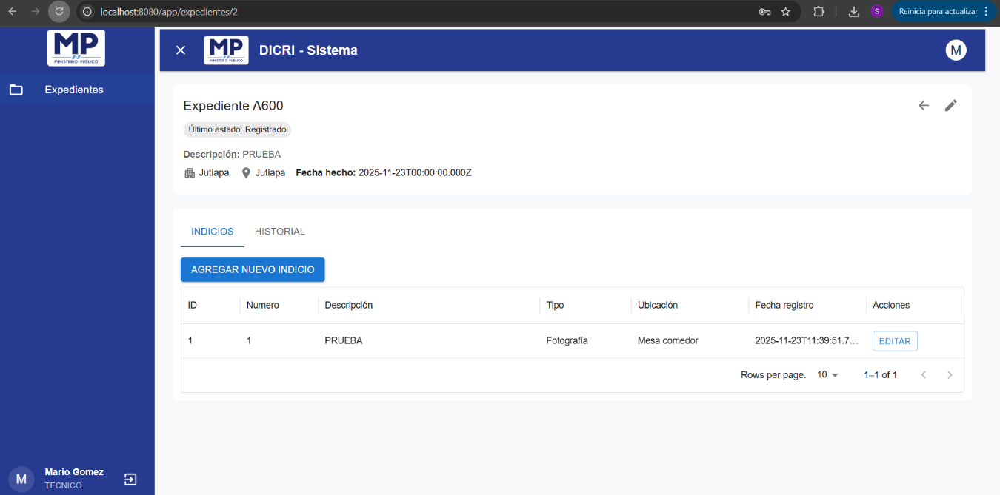 localhost:8080/app/expedientes/2
S
Reinicia para actualizar
MP
MINISTERIO PÚBLICO
MP
MINISTERIO PÚBLICO
DICRI - Sistema
M
Expedientes
Expediente A600
Último estado: Registrado
Descripción: PRUEBA
Jutiapa Jutiapa Fecha hecho: 2025-11-23T00:00:00.000Z
INDICIOS HISTORIAL
AGREGAR NUEVO INDICIO
ID Numero Descripción Tipo Ubicación Fecha registro Acciones
1 1 PRUEBA Fotografía Mesa comedor 2025-11-23T11:39:51.7... EDITAR
Rows per page: 10 1–1 of 1
M
Mario Gomez
TECNICO